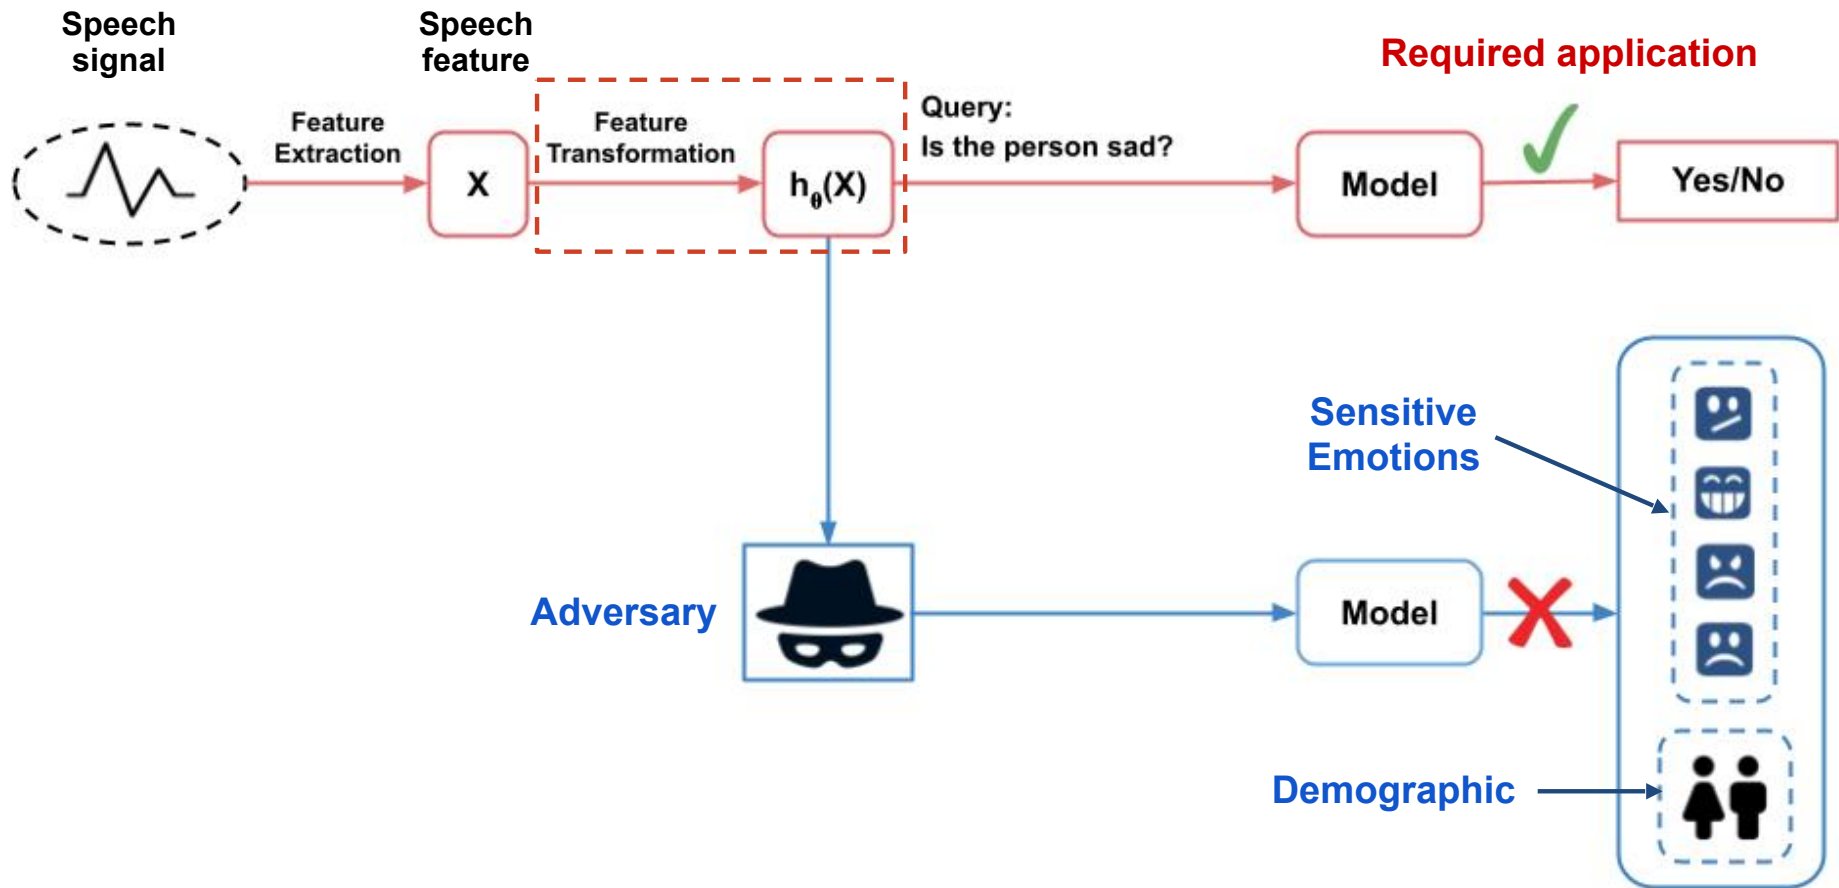 Speech
signal
Speech
feature
Required application
Feature
Extraction
X
Feature
Transformation
hθ(X)
Query:
Is the person sad?
Model
Yes/No
Sensitive
Emotions
Adversary
Model
Demographic